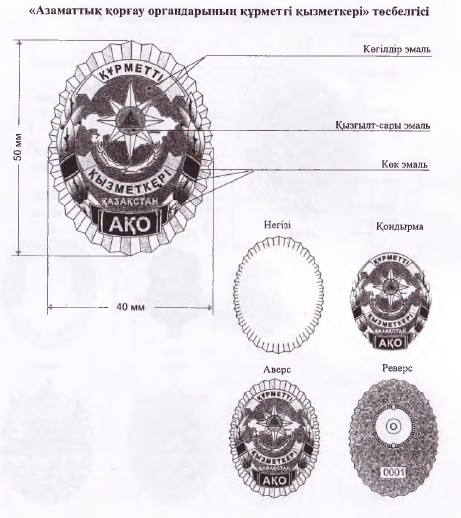 «Азаматтық қорғау органдарының құрметті қызметкері» төсбелгісі
Көгілдір эмаль
ҚҰРМЕТТІ
Қызғылт-сары эмаль
50 мм
Көк эмаль
ҚЫЗМЕТКЕРІ
ҚАЗАҚСТАН
АҚО
Негізі
Қондырма
40 мм
ҚҰРМЕТТІ
ҚЫЗМЕТКЕРІ
ҚАЗАҚСТАН
АҚО
Аверс
Реверс
ҚҰРМЕТТІ
ҚЫЗМЕТКЕРІ
ҚАЗАҚСТАН
АҚО
0001